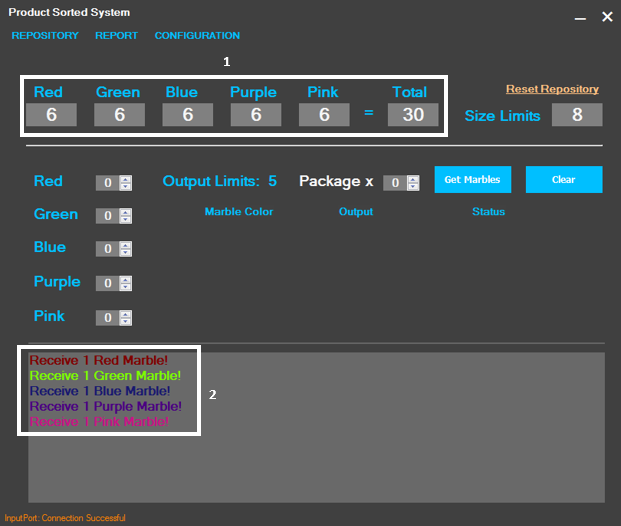 Product Sorted System
REPOSITORY REPORT CONFIGURATION
1
Red Green Blue Purple Pink Total
6 6 6 6 6 = 30
Reset Repository
Size Limits 8
Red 0 Output Limits: 5 Package x 0 Get Marbles Clear
Marble Color Output Status
Green 0
Blue 0
Purple 0
Pink 0
Receive 1 Red Marble!
Receive 1 Green Marble!
Receive 1 Blue Marble!
Receive 1 Purple Marble!
Receive 1 Pink Marble!
2
InputPort: Connection Successful